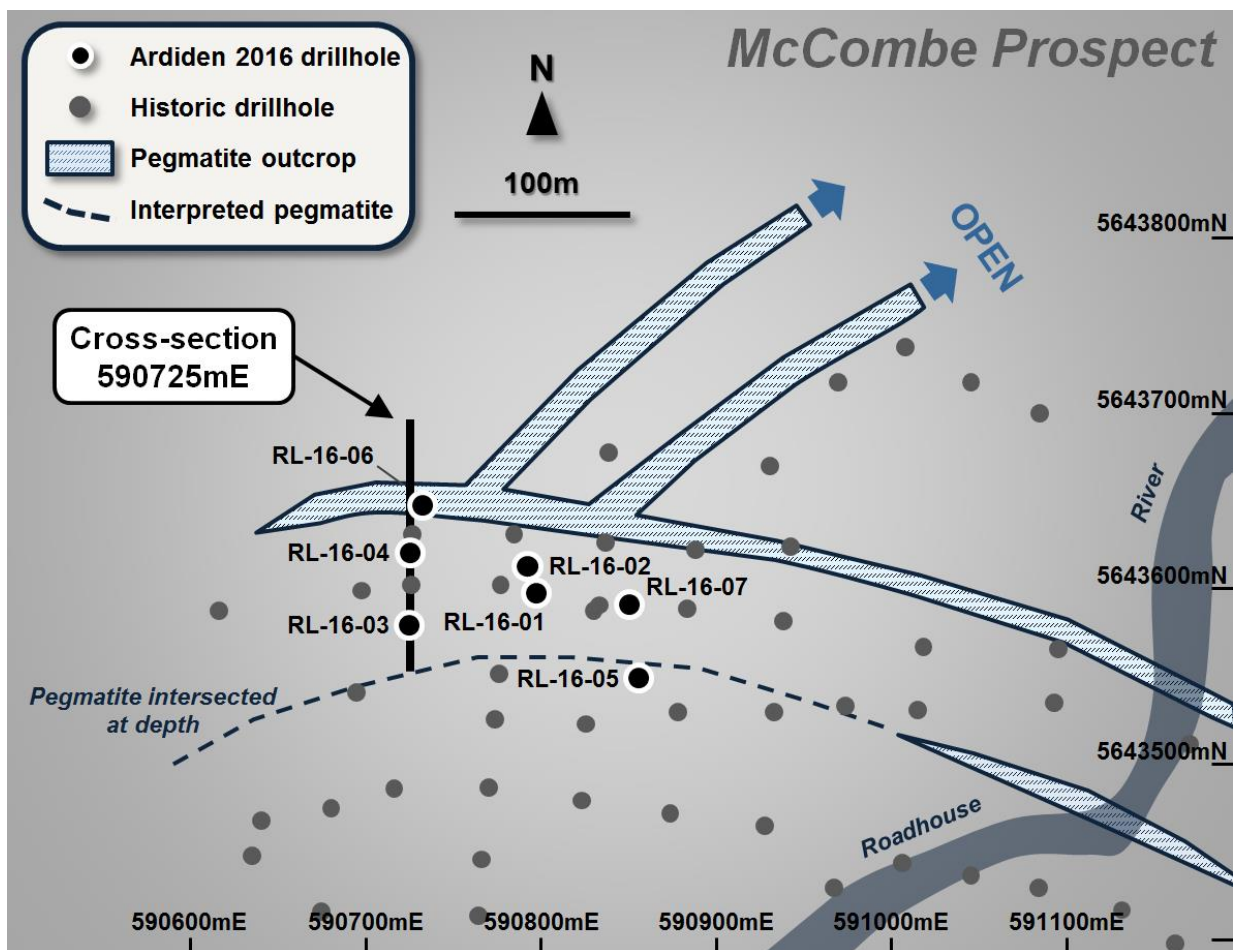 McCombe Prospect
Ardiden 2016 drillhole
Historic drillhole
Pegmatite outcrop
Interpreted pegmatite
N
100m
OPEN
5643800mN
Cross-section
590725mE
5643700mN
RL-16-06
River
RL-16-04
RL-16-02
RL-16-07
5643600mN
RL-16-03
RL-16-01
RL-16-05
Pegmatite intersected
at depth
5643500mN
Roadhouse
590600mE
590700mE
590800mE
590900mE
591000mE
591100mE